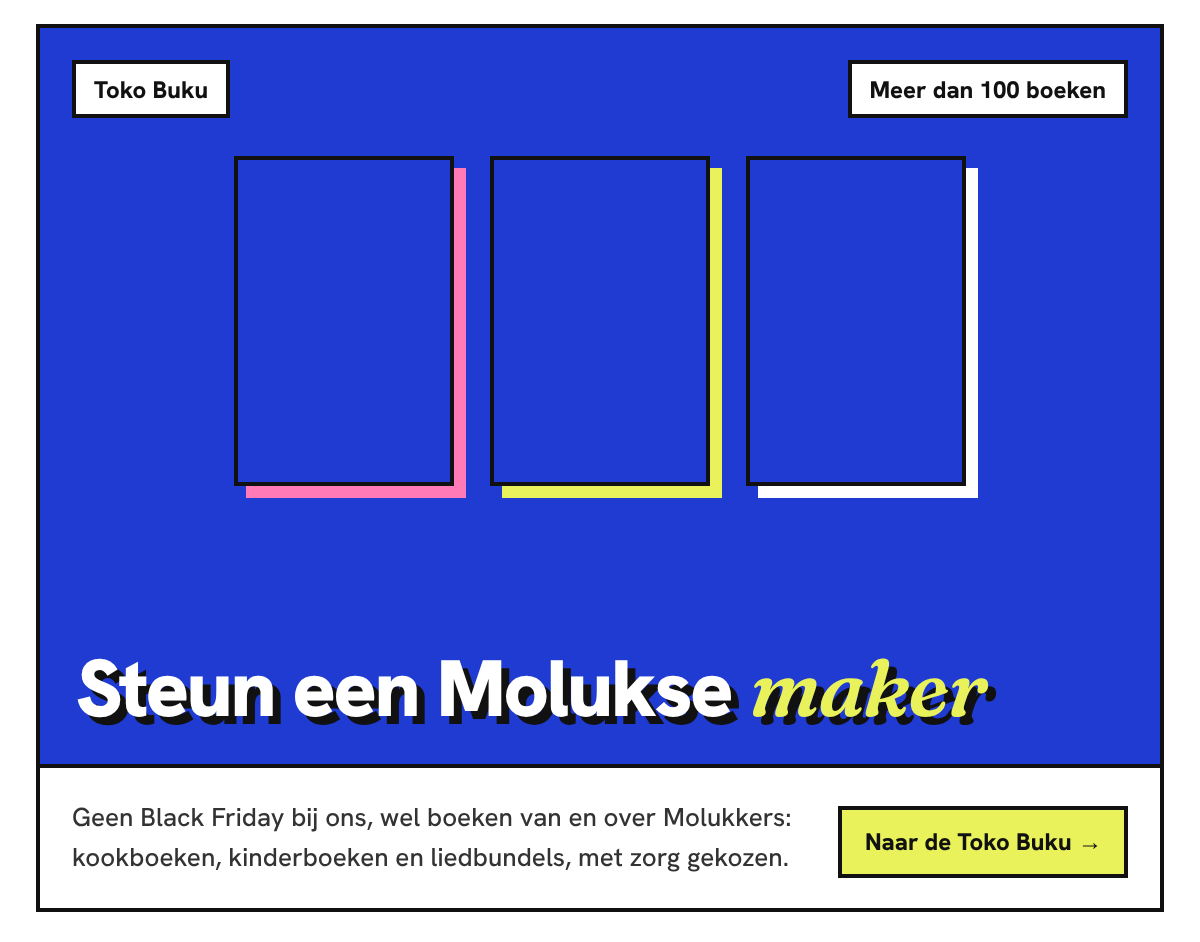 Toko Buku
Meer dan 100 boeken
Steun een Molukse maker
Geen Black Friday bij ons, wel boeken van en over Molukkers:
kookboeken, kinderboeken en liedbundels, met zorg gekozen.
Naar de Toko Buku →